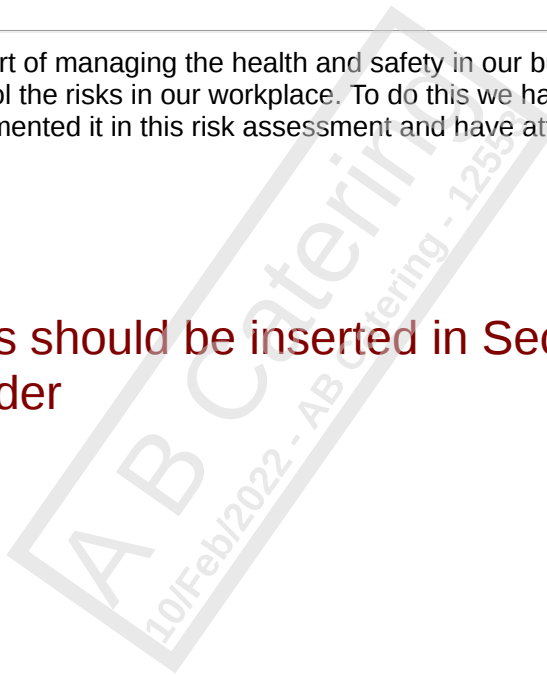 rt of managing the health and safety in our b
ol the risks in our workplace. To do this we ha
mented it in this risk assessment and have at
s should be inserted in Sec
der
A B Catering
10/Feb/2022 - AB Catering - 1255